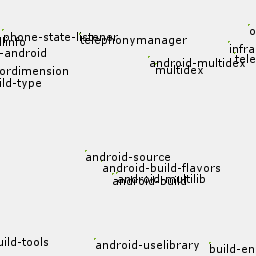 o
phone-state-listener
telephonymanager
infra
-android
tele
android-multidex
multidex
ordimension
ild-type
android-source
android-build-flavors
android-multilib
android-build
uild-tools
android-uselibrary
build-en